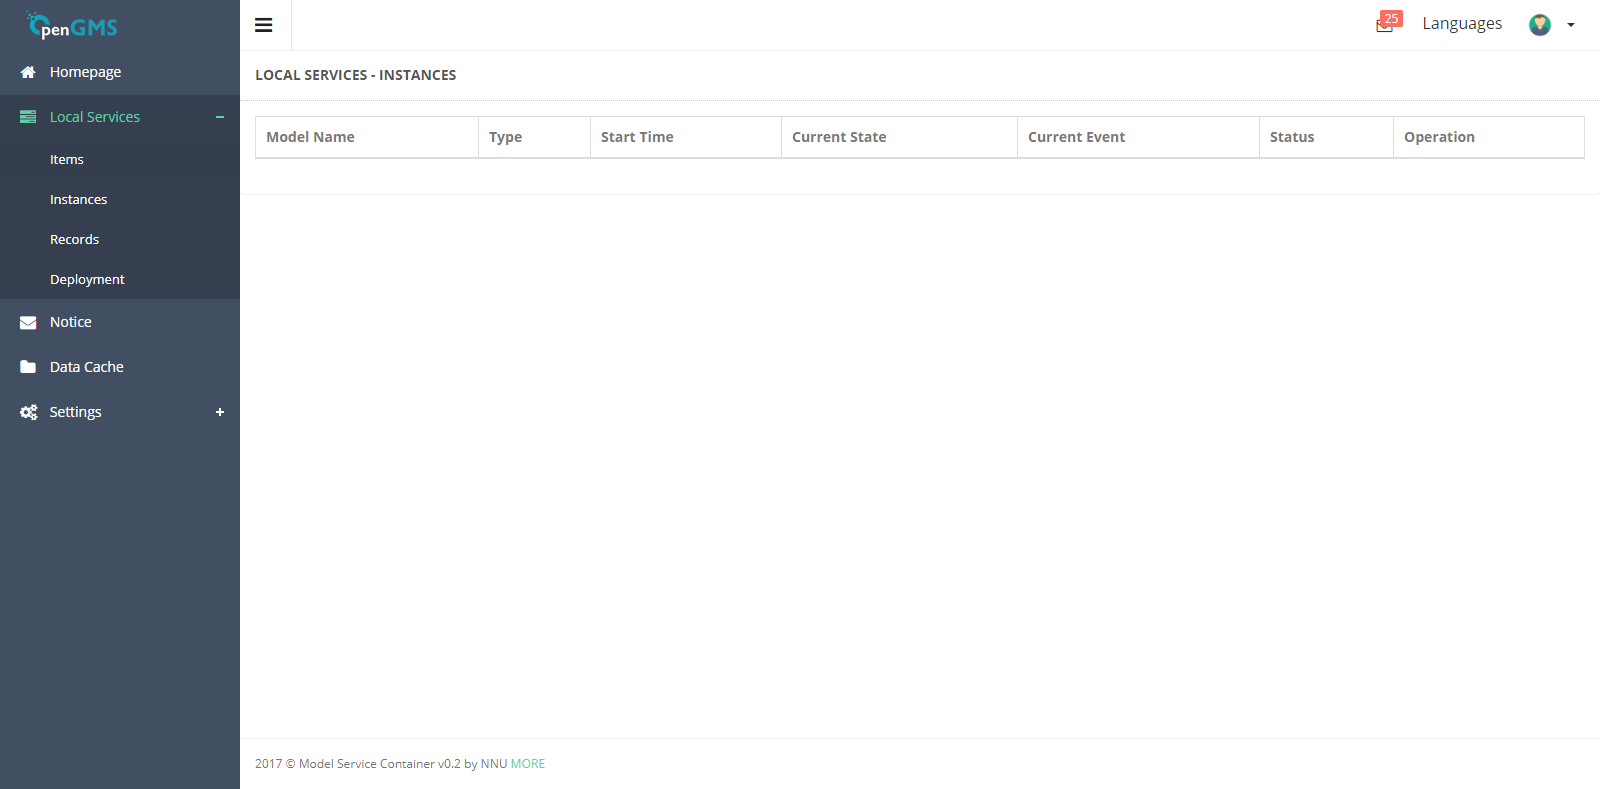 OpenGMS
25
Languages
Homepage
Local Services
Items
Instances
Records
Deployment
Notice
Data Cache
Settings
LOCAL SERVICES - INSTANCES
Model Name Type Start Time Current State Current Event Status Operation
2017 © Model Service Container v0.2 by NNU MORE